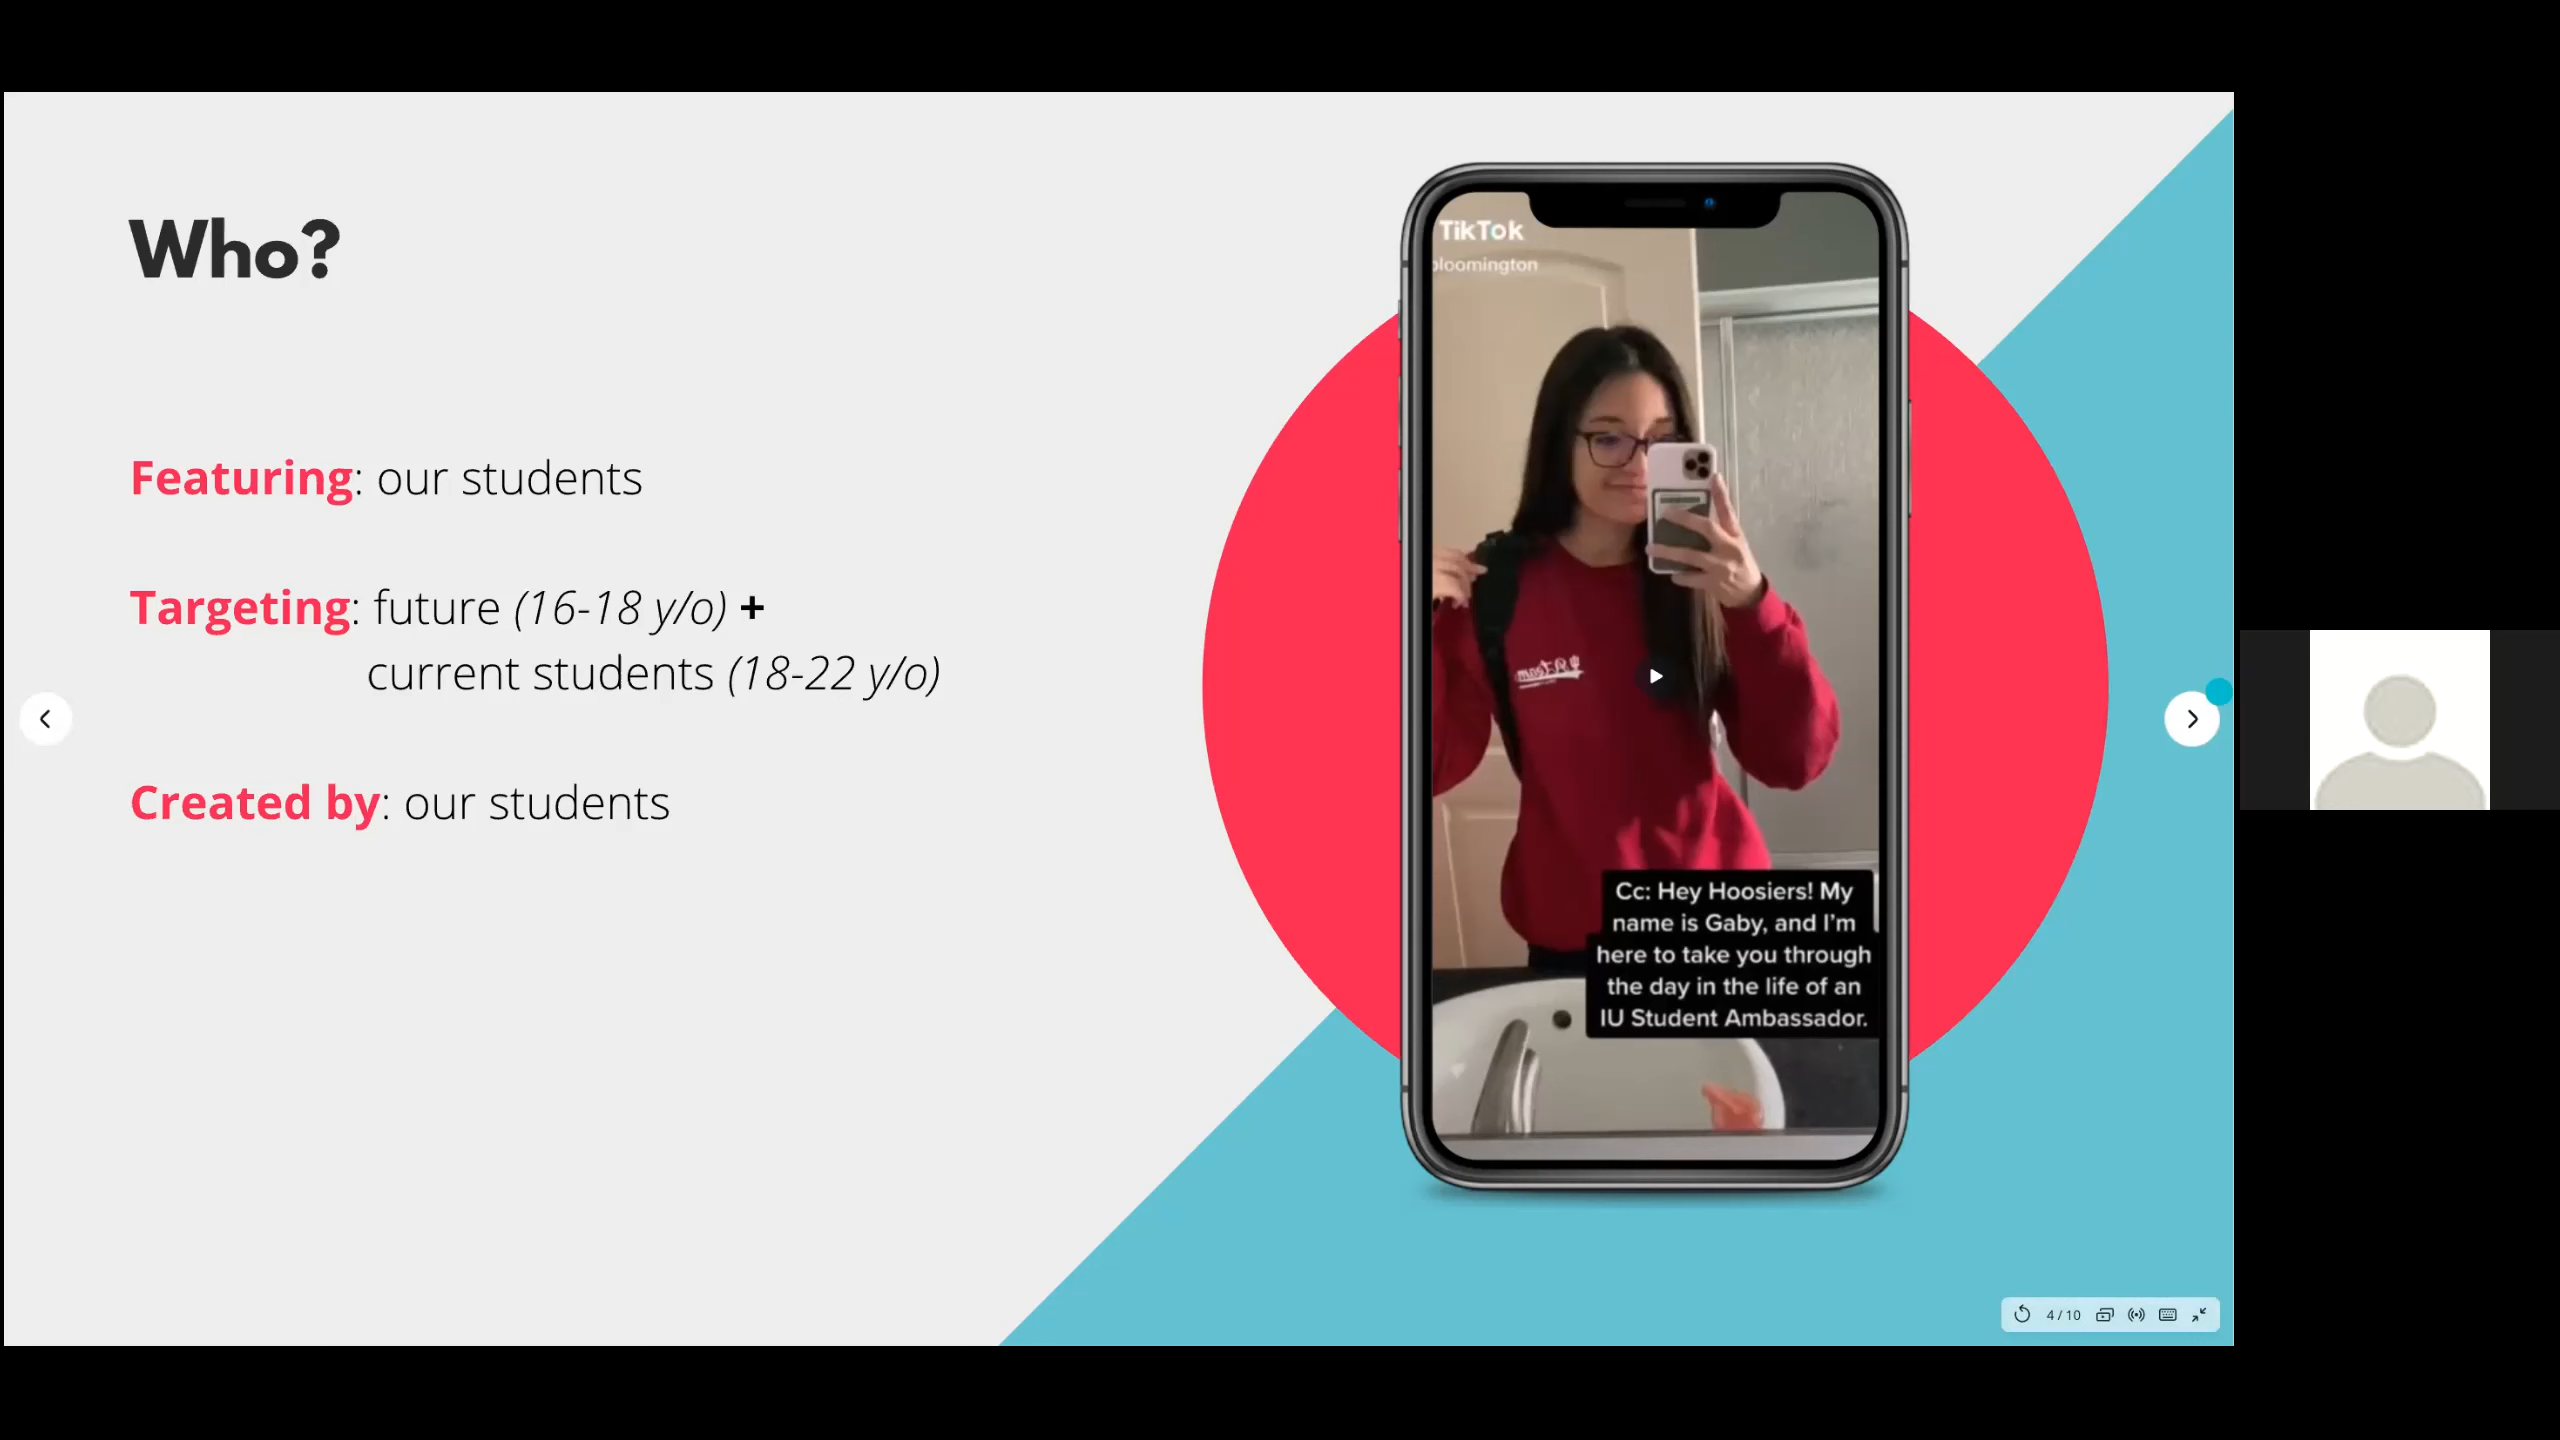 Who?
Featuring: our students
Targeting: future (16-18 y/o) +
current students (18-22 y/o)
Created by: our students
TikTok
bloomington
Cc: Hey Hoosiers! My
name is Gaby, and I'm
here to take you through
the day in the life of an
IU Student Ambassador.
4 / 10